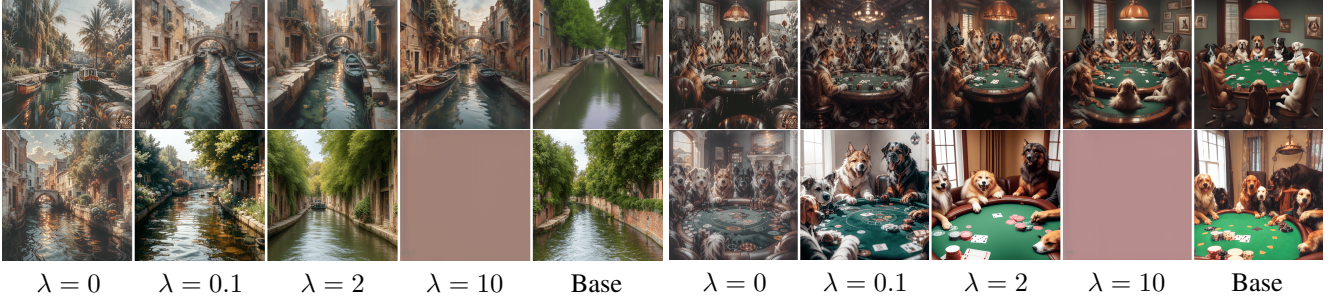 λ = 0 λ = 0.1 λ = 2 λ = 10 Base λ = 0 λ = 0.1 λ = 2 λ = 10 Base